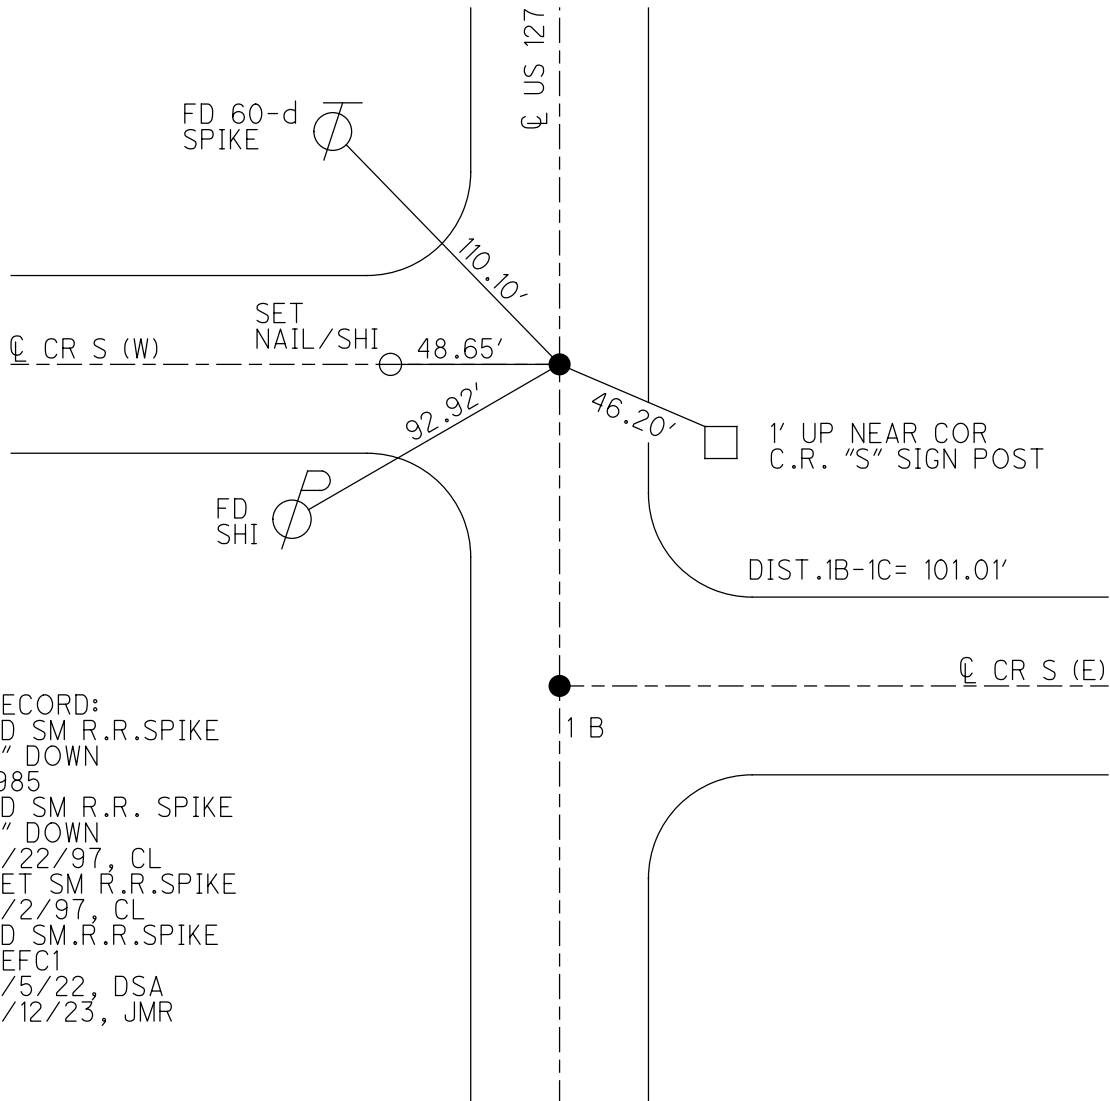 ℄ US 127
FD 60-d
SPIKE
110.10'
SET
NAIL/SHI
℄ CR S (W)
48.65'
92.92'
46.20'
1' UP NEAR COR
C.R. "S" SIGN POST
FD
SHI
DIST.1B-1C= 101.01'
℄ CR S (E)
1 B
ECORD:
D SM R.R.SPIKE
" DOWN
985
D SM R.R. SPIKE
" DOWN
/22/97, CL
ET SM R.R.SPIKE
/2/97, CL
D SM.R.R.SPIKE
EFC1
/5/22, DSA
/12/23, JMR